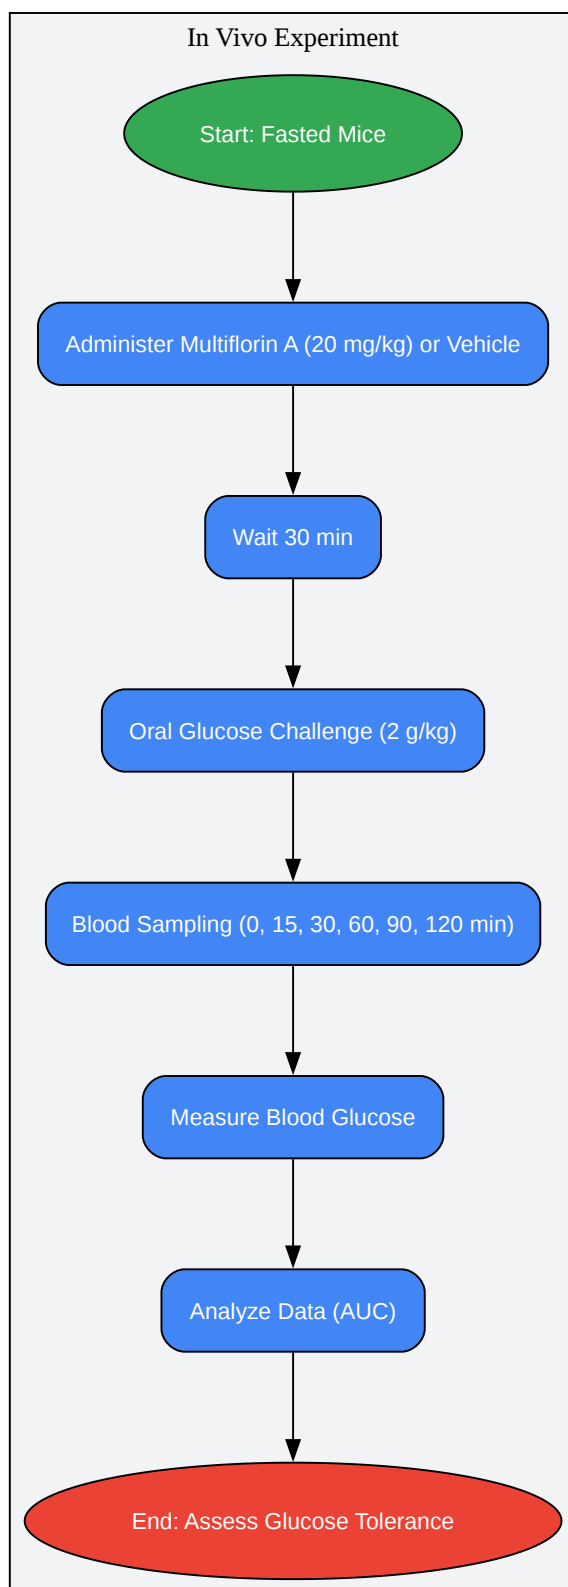 In Vivo Experiment
Start: Fasted Mice
Administer Multiflorin A (20 mg/kg) or Vehicle
Wait 30 min
Oral Glucose Challenge (2 g/kg)
Blood Sampling (0, 15, 30, 60, 90, 120 min)
Measure Blood Glucose
Analyze Data (AUC)
End: Assess Glucose Tolerance